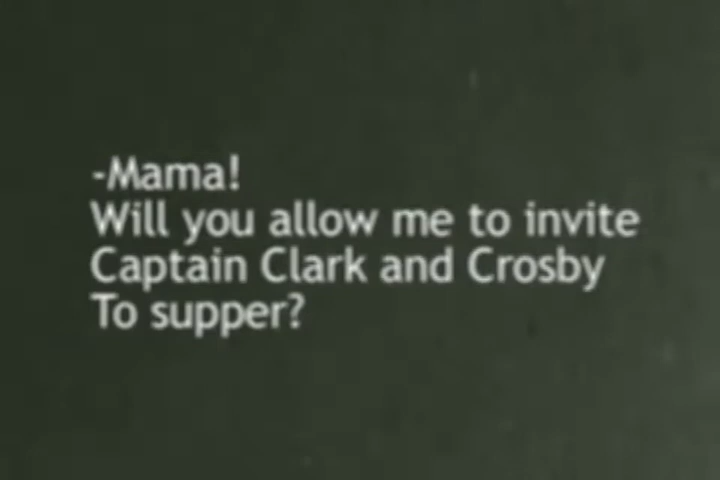 -Mama!
Will you allow me to invite
Captain Clark and Crosby
To supper?